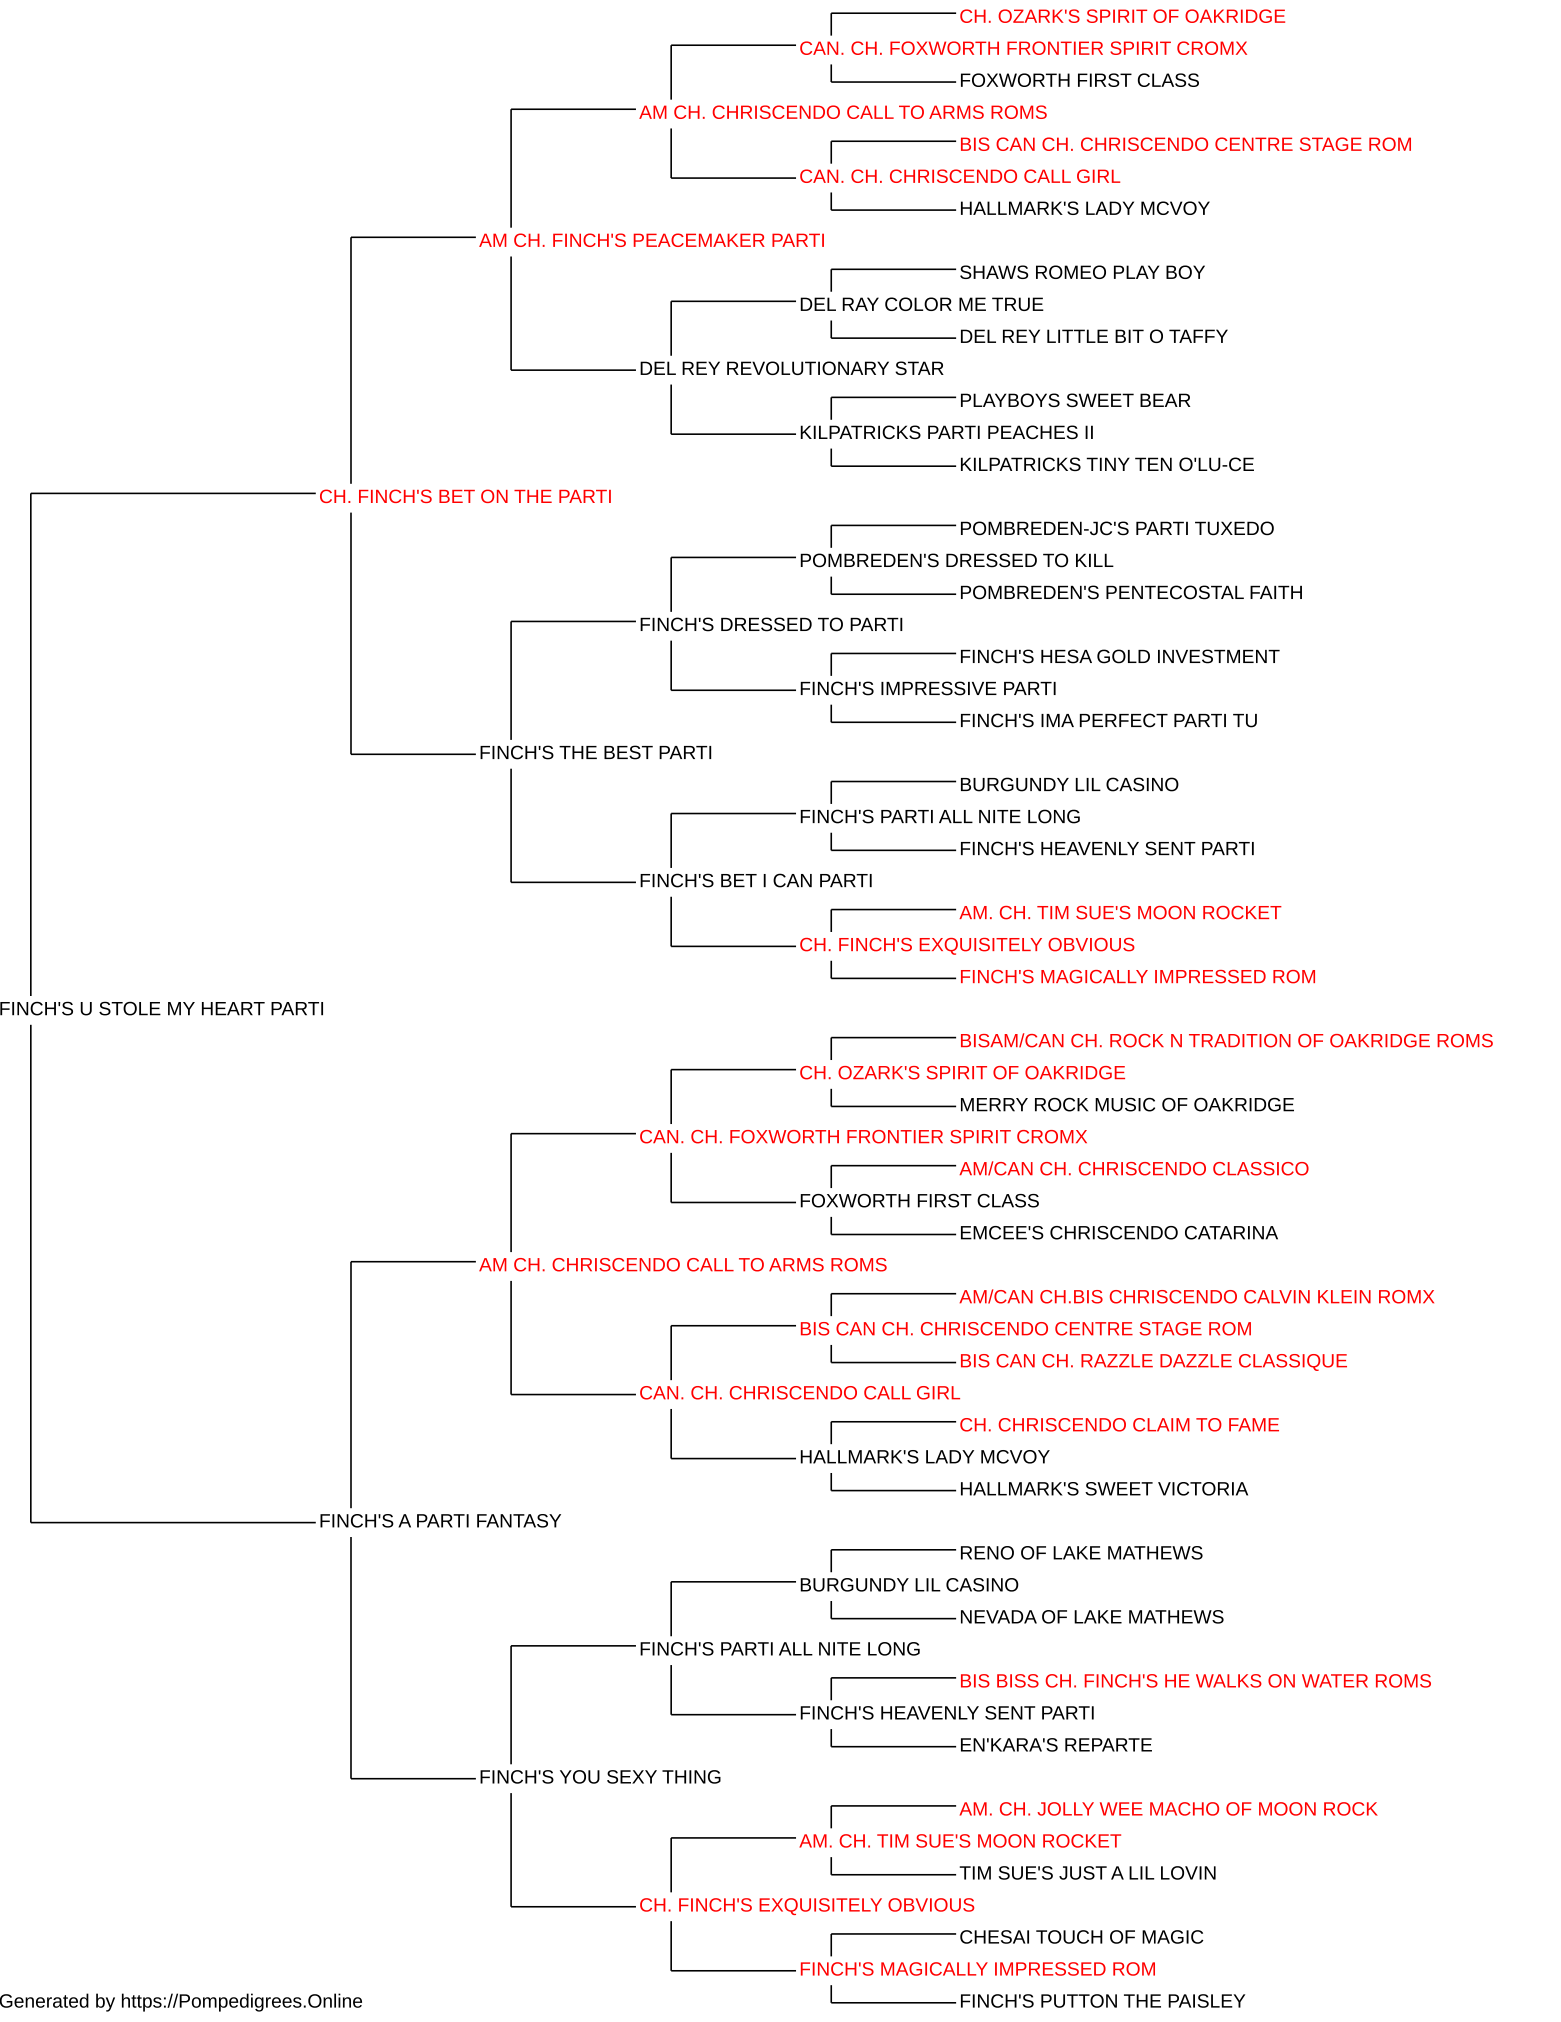 CH. OZARK'S SPIRIT OF OAKRIDGE
CAN. CH. FOXWORTH FRONTIER SPIRIT CROMX
FOXWORTH FIRST CLASS
AM CH. CHRISCENDO CALL TO ARMS ROMS
BIS CAN CH. CHRISCENDO CENTRE STAGE ROM
CAN. CH. CHRISCENDO CALL GIRL
HALLMARK'S LADY MCVOY
AM CH. FINCH'S PEACEMAKER PARTI
SHAWS ROMEO PLAY BOY
DEL RAY COLOR ME TRUE
DEL REY LITTLE BIT O TAFFY
DEL REY REVOLUTIONARY STAR
PLAYBOYS SWEET BEAR
KILPATRICKS PARTI PEACHES II
KILPATRICKS TINY TEN O'LU-CE
CH. FINCH'S BET ON THE PARTI
POMBREDEN-JC'S PARTI TUXEDO
POMBREDEN'S DRESSED TO KILL
POMBREDEN'S PENTECOSTAL FAITH
FINCH'S DRESSED TO PARTI
FINCH'S HESA GOLD INVESTMENT
FINCH'S IMPRESSIVE PARTI
FINCH'S IMA PERFECT PARTI TU
FINCH'S THE BEST PARTI
BURGUNDY LIL CASINO
FINCH'S PARTI ALL NITE LONG
FINCH'S HEAVENLY SENT PARTI
FINCH'S BET I CAN PARTI
AM. CH. TIM SUE'S MOON ROCKET
CH. FINCH'S EXQUISITELY OBVIOUS
FINCH'S MAGICALLY IMPRESSED ROM
FINCH'S U STOLE MY HEART PARTI
BISAM/CAN CH. ROCK N TRADITION OF OAKRIDGE ROMS
CH. OZARK'S SPIRIT OF OAKRIDGE
MERRY ROCK MUSIC OF OAKRIDGE
CAN. CH. FOXWORTH FRONTIER SPIRIT CROMX
AM/CAN CH. CHRISCENDO CLASSICO
FOXWORTH FIRST CLASS
EMCEE'S CHRISCENDO CATARINA
AM CH. CHRISCENDO CALL TO ARMS ROMS
AM/CAN CH.BIS CHRISCENDO CALVIN KLEIN ROMX
BIS CAN CH. CHRISCENDO CENTRE STAGE ROM
BIS CAN CH. RAZZLE DAZZLE CLASSIQUE
CAN. CH. CHRISCENDO CALL GIRL
CH. CHRISCENDO CLAIM TO FAME
HALLMARK'S LADY MCVOY
HALLMARK'S SWEET VICTORIA
FINCH'S A PARTI FANTASY
RENO OF LAKE MATHEWS
BURGUNDY LIL CASINO
NEVADA OF LAKE MATHEWS
FINCH'S PARTI ALL NITE LONG
BIS BISS CH. FINCH'S HE WALKS ON WATER ROMS
FINCH'S HEAVENLY SENT PARTI
EN'KARA'S REPARTE
FINCH'S YOU SEXY THING
AM. CH. JOLLY WEE MACHO OF MOON ROCK
AM. CH. TIM SUE'S MOON ROCKET
TIM SUE'S JUST A LIL LOVIN
CH. FINCH'S EXQUISITELY OBVIOUS
CHESAI TOUCH OF MAGIC
FINCH'S MAGICALLY IMPRESSED ROM
FINCH'S PUTTON THE PAISLEY
Generated by https://Pompedigrees.Online